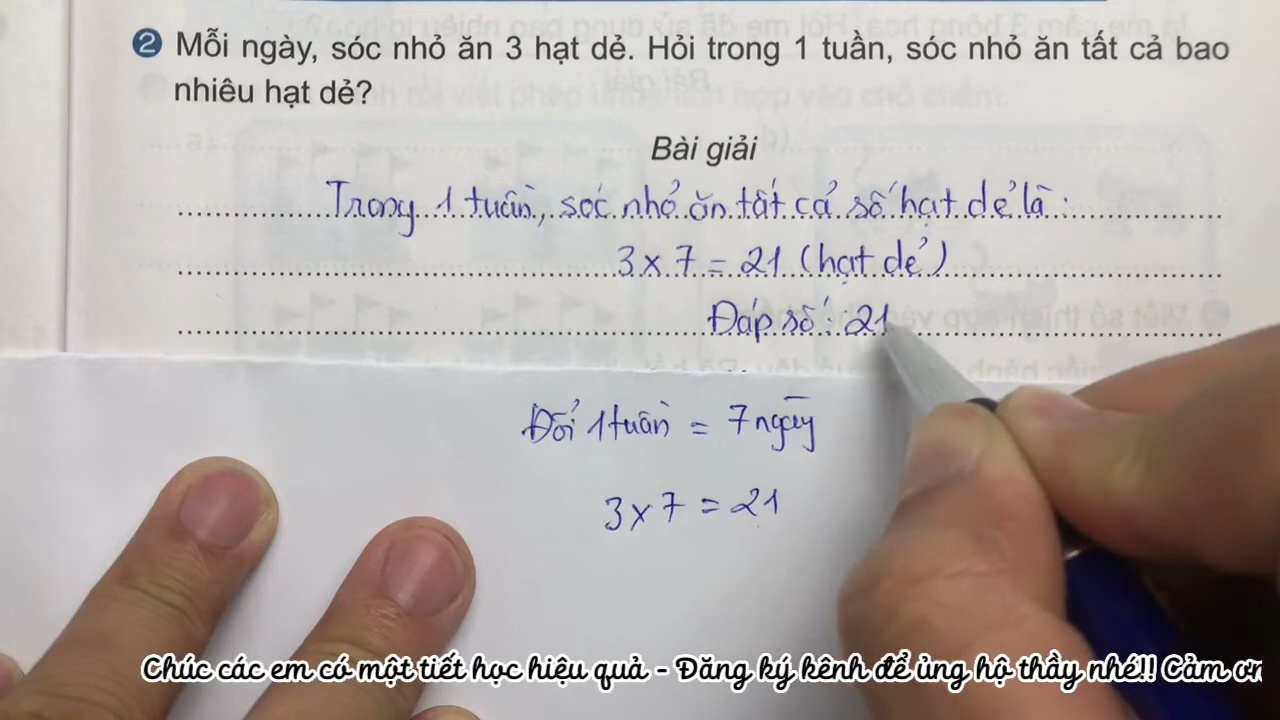 2 Mỗi ngày, sóc nhỏ ăn 3 hạt dẻ. Hỏi trong 1 tuần, sóc nhỏ ăn tất cả bao
nhiêu hạt dẻ?
Bài giải
Trong 1 tuần, sóc nhỏ ăn tất cả số hạt dẻ là :
3 x 7 = 21 (hạt dẻ)
Đáp số: 21
Đổi 1 tuần = 7 ngày
3 x 7 = 21
Chúc các em có một tiết học hiệu quả - Đăng ký kênh để ủng hộ thầy nhé!! Cảm ơn